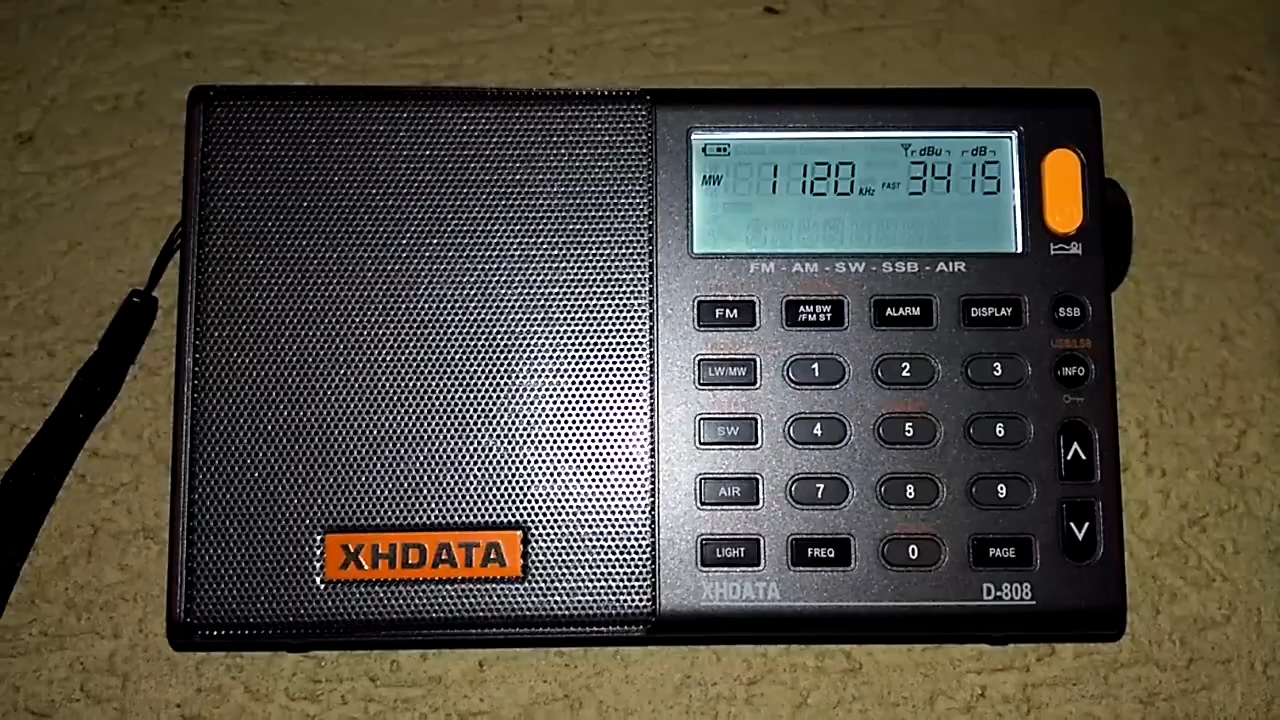 dBu dB
MW 1120 KHz FAST 3415
FM - AM - SW - SSB - AIR
FM AM BW /FM ST ALARM DISPLAY SSB
USB/LSB
LW/MW 1 2 3 INFO
SW 4 5 6
AIR 7 8 9
LIGHT FREQ 0 PAGE
XHDATA
XHDATA D-808